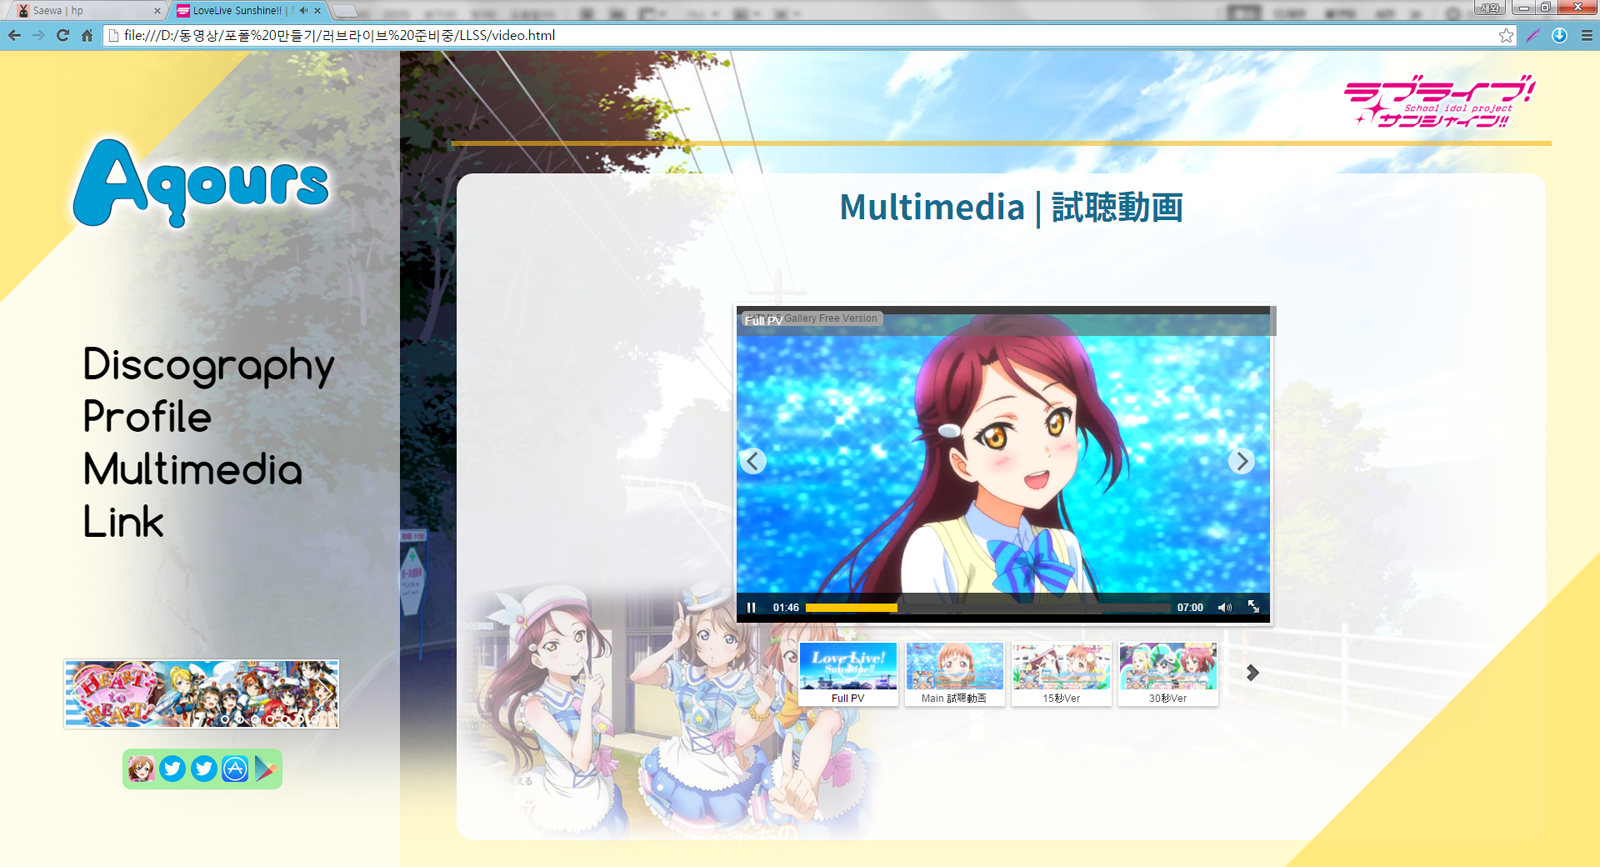 Saewa | hp
LoveLive Sunshine!! |
file:///D:/동영상/포폴%20만들기/러브라이브%20준비중/LLSS/video.html
ラブライブ!
School idol project
サンシャイン!!
Aqours
Multimedia | 試聴動画
Full PV
Gallery Free Version
Discography
Profile
Multimedia
Link
01:46
07:00
Love Live!
Sunshine!!
Full PV
Main 試聴動画
15秒Ver
30秒Ver
HEART
to
HEART!